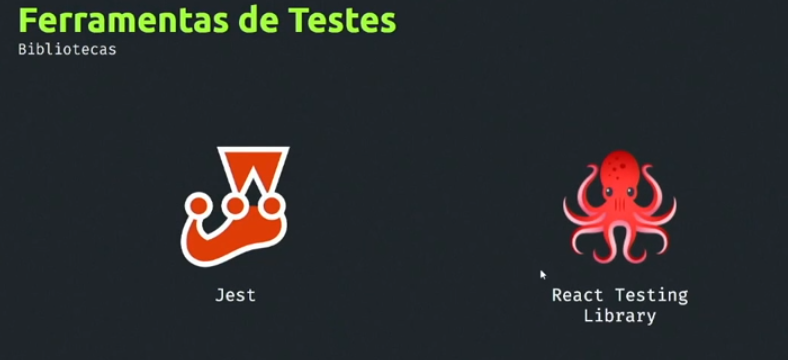 Ferramentas de Testes
Bibliotecas
Jest
React Testing
Library